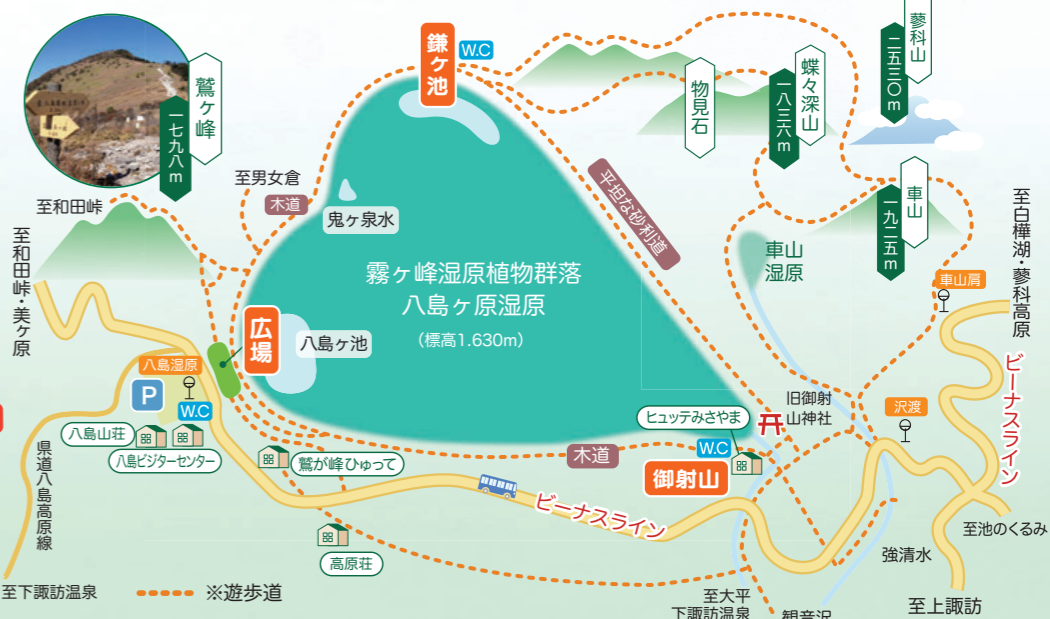 鷲ヶ峰
一七九八m
鎌ヶ池
W.C
物見石
蝶々深山
一八三六m
蓼科山
二五三〇m
車山
一九二五m
至和田峠
至和田峠・美ヶ原
至男女倉
木道
鬼ヶ泉水
平坦な砂利道
車山
湿原
車山肩
至白樺湖・蓼科高原
霧ヶ峰湿原植物群落
八島ヶ原湿原
(標高1.630m)
広場
八島ヶ池
八島湿原
P
W.C
八島山荘
八島ビジターセンター
鷲が峰ひゅって
木道
ヒュッテみさやま
W.C
御射山
旧御射
山神社
沢渡
ビーナスライン
ビーナスライン
高原荘
県道八島高原線
至下諏訪温泉
※遊歩道
至大平
下諏訪温泉
観音沢
強清水
至池のくるみ
至上諏訪